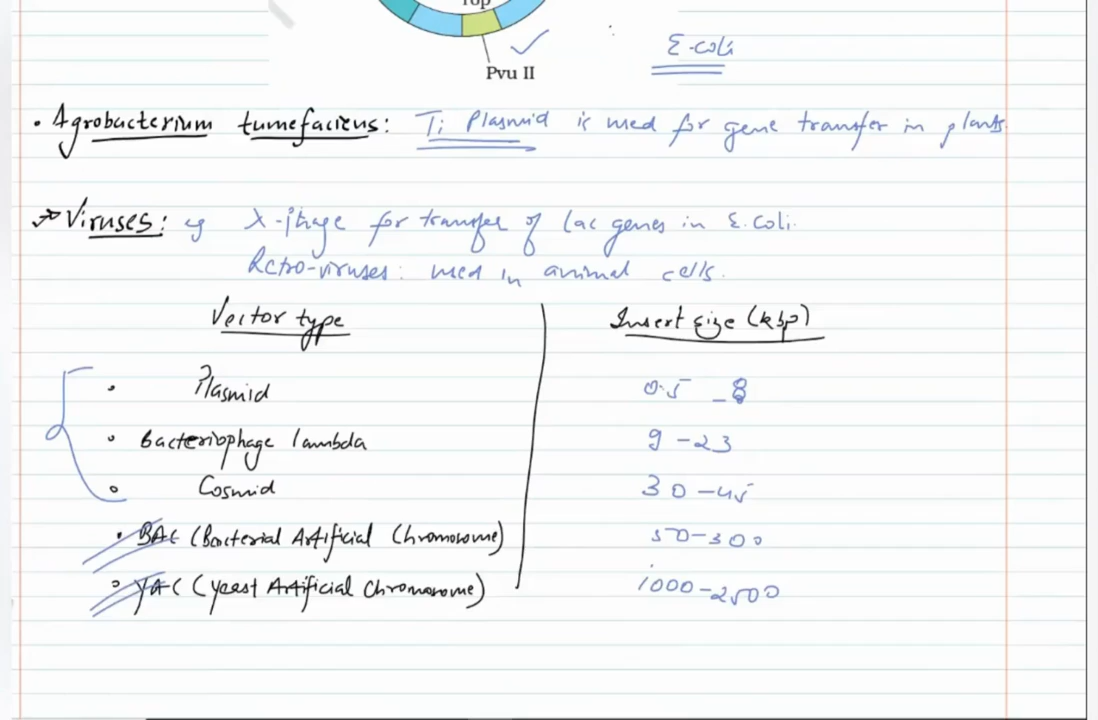 Pvu II
E-coli
• Agrobacterium tumefaciens: Ti Plasmid is used for gene transfer in plants
Viruses: eg λ-phage for transfer of lac genes in E.coli.
Retro-viruses: used in animal cells.
Vector type Insert size (kbp)
• Plasmid 0.5 - 8
• Bacteriophage lambda 9 - 23
• Cosmid 30 - 45
• BAC (Bacterial Artificial Chromosome) 50-300
• YAC (Yeast Artificial Chromosome) 1000-2500